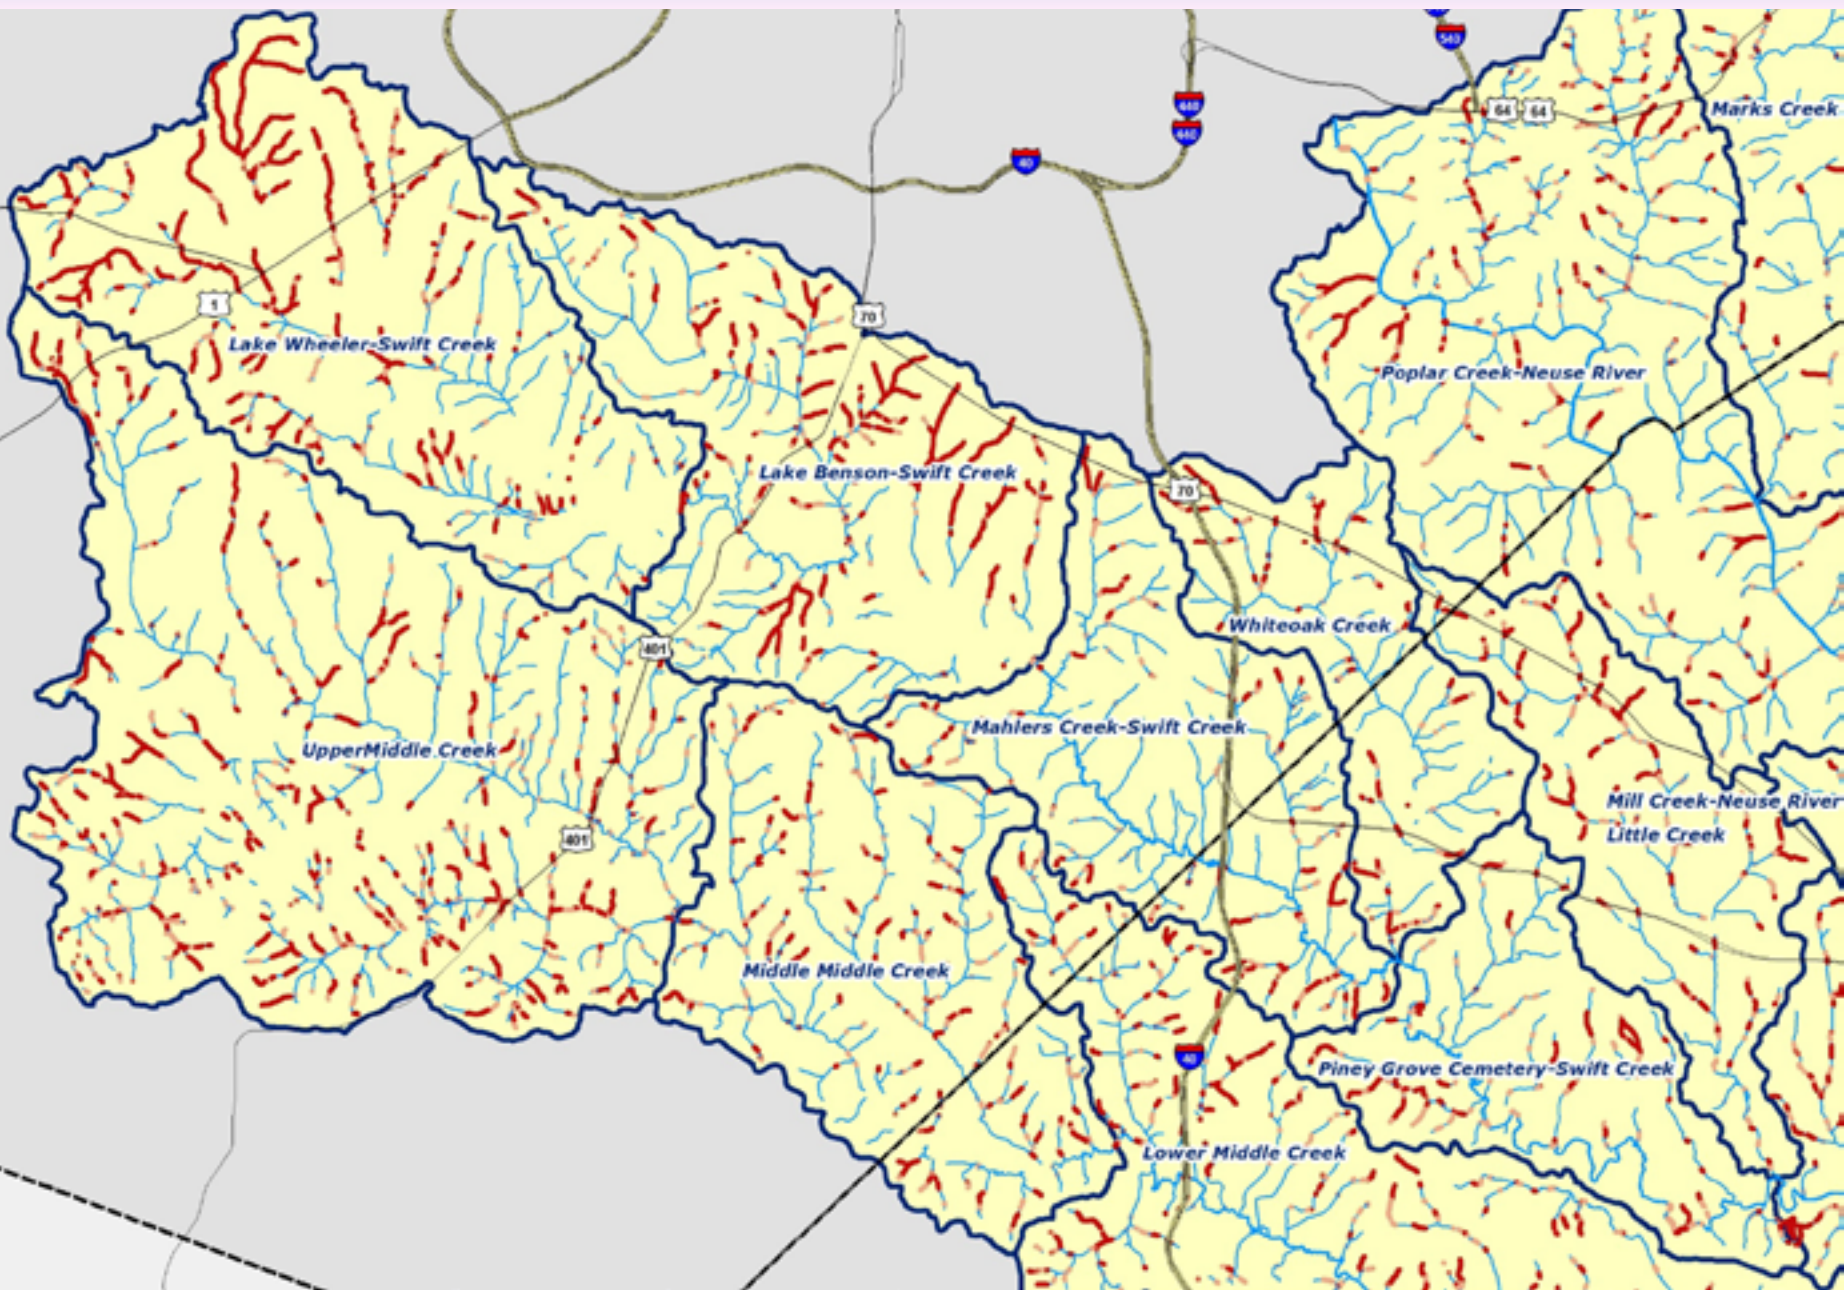 540
64
64
Marks Creek
440
440
40
1
70
Lake Wheeler-Swift Creek
Poplar Creek-Neuse River
Lake Benson-Swift Creek
70
Whiteoak Creek
401
Mahlers Creek-Swift Creek
UpperMiddle Creek
Mill Creek-Neuse River
Little Creek
401
Middle Middle Creek
40
Piney Grove Cemetery-Swift Creek
Lower Middle Creek